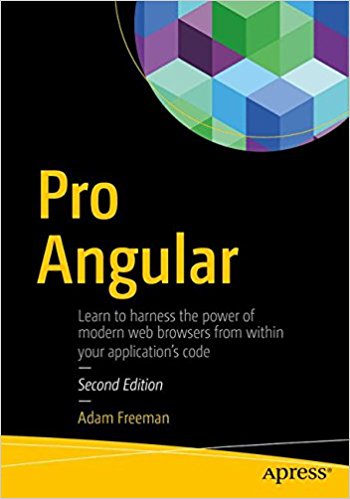 Pro
Angular
Learn to harness the power of
modern web browsers from within
your application's code
—
Second Edition
—
Adam Freeman
Apress®